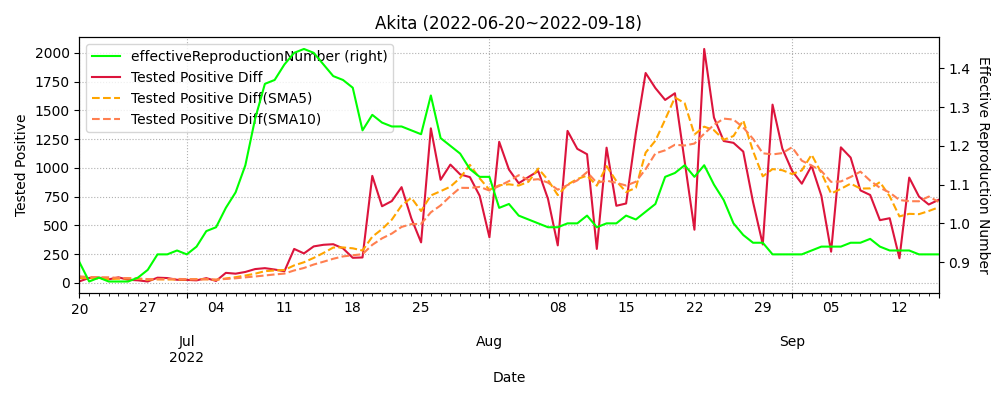 Akita (2022-06-20~2022-09-18)
effectiveReproductionNumber (right)
Tested Positive Diff
Tested Positive Diff(SMA5)
Tested Positive Diff(SMA10)
Tested Positive
2000
1750
1500
1250
1000
750
500
250
0
1.4
1.3
1.2
1.1
1.0
0.9
Effective Reproduction Number
20 27 04 11 18 25 08 15 22 29 05 12
Jul Aug Sep
2022
Date